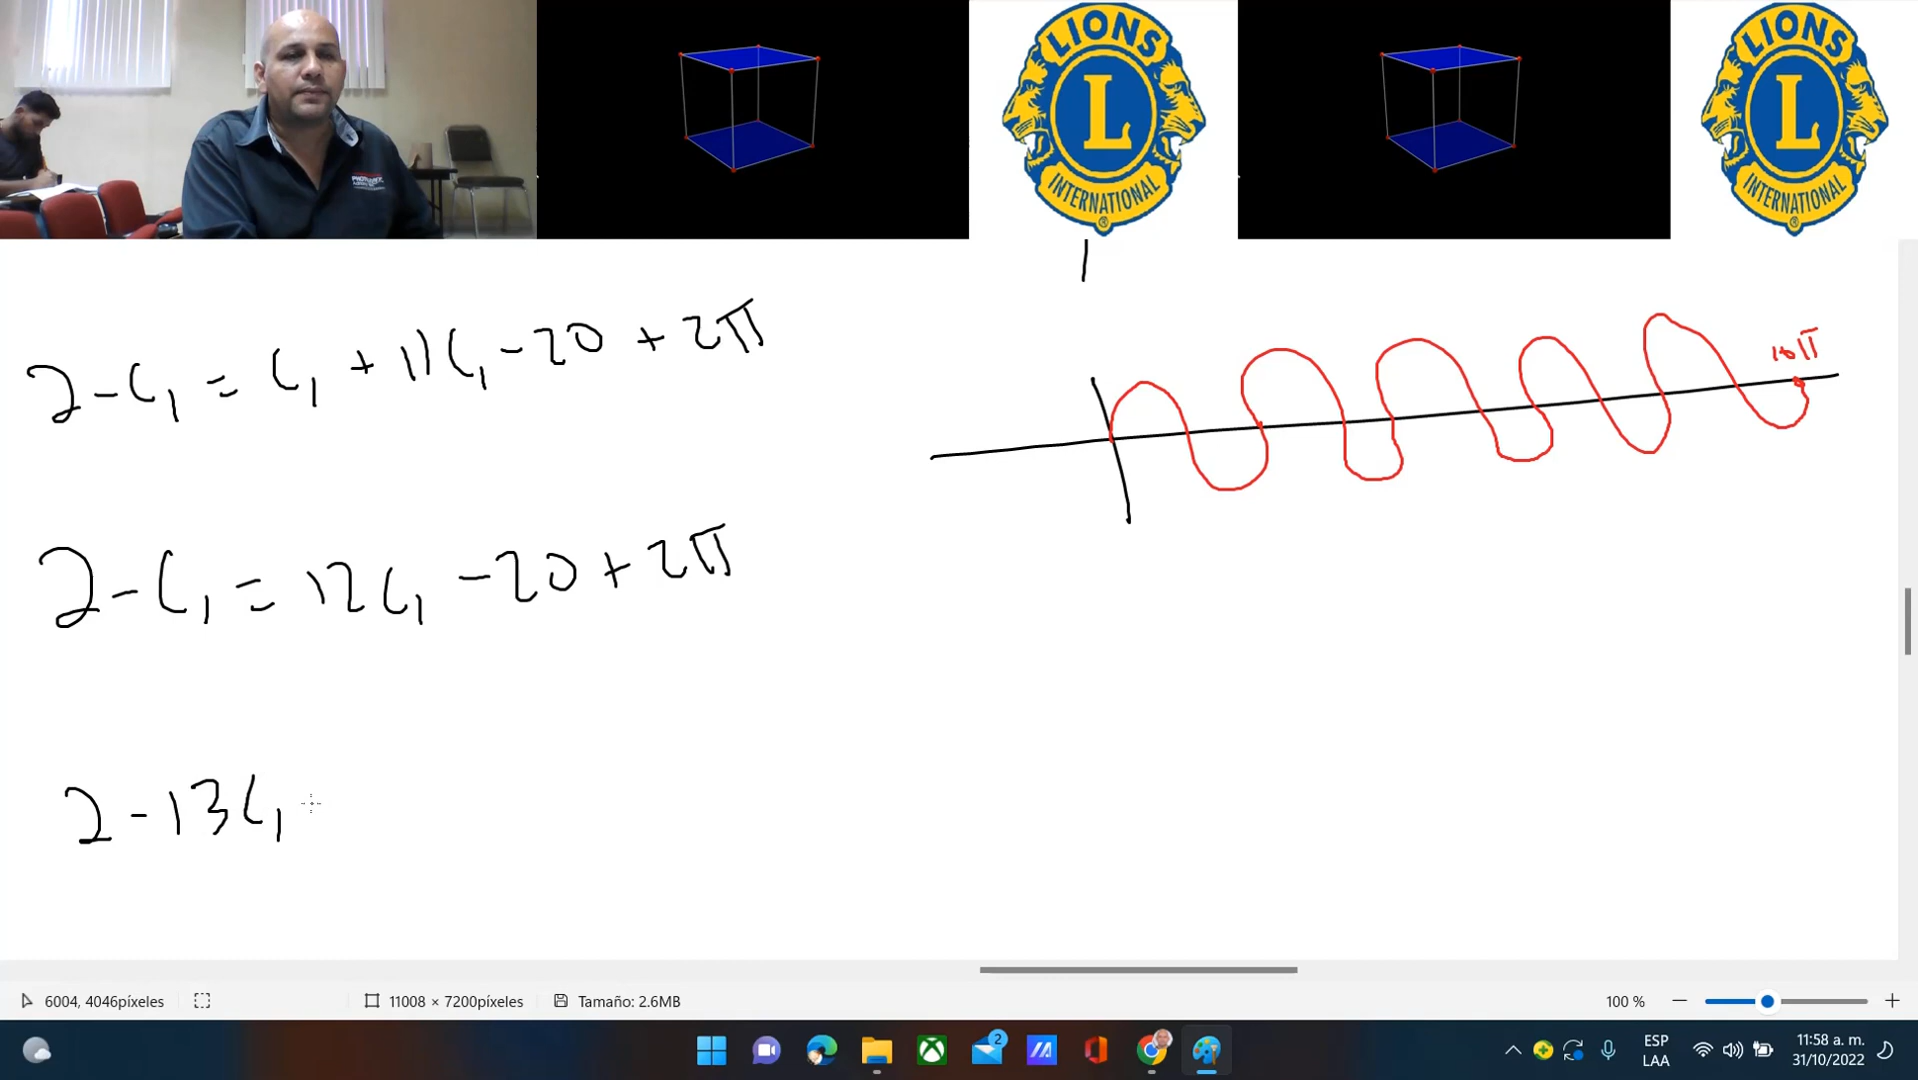 LIONS
L
INTERNATIONAL
®
LIONS
L
INTERNATIONAL
®
2-C₁ = C₁ + 11C₁ -20 + 2π
10π
2-C₁ = 12C₁ -20 + 2π
2-13C₁
6004, 4046píxeles
11008 × 7200píxeles
Tamaño: 2.6MB
100 %
2
ESP
LAA
11:58 a. m.
31/10/2022